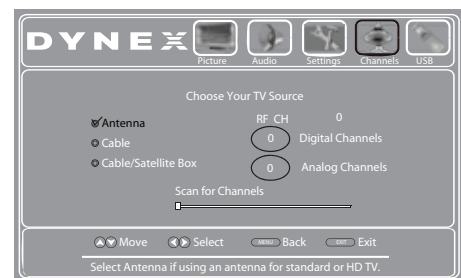 DYNEX
Picture Audio Settings Channels USB
Choose Your TV Source
Antenna RF CH 0
Cable 0 Digital Channels
Cable/Satellite Box 0 Analog Channels
Scan for Channels
Move Select MENU Back EXIT Exit
Select Antenna if using an antenna for standard or HD TV.